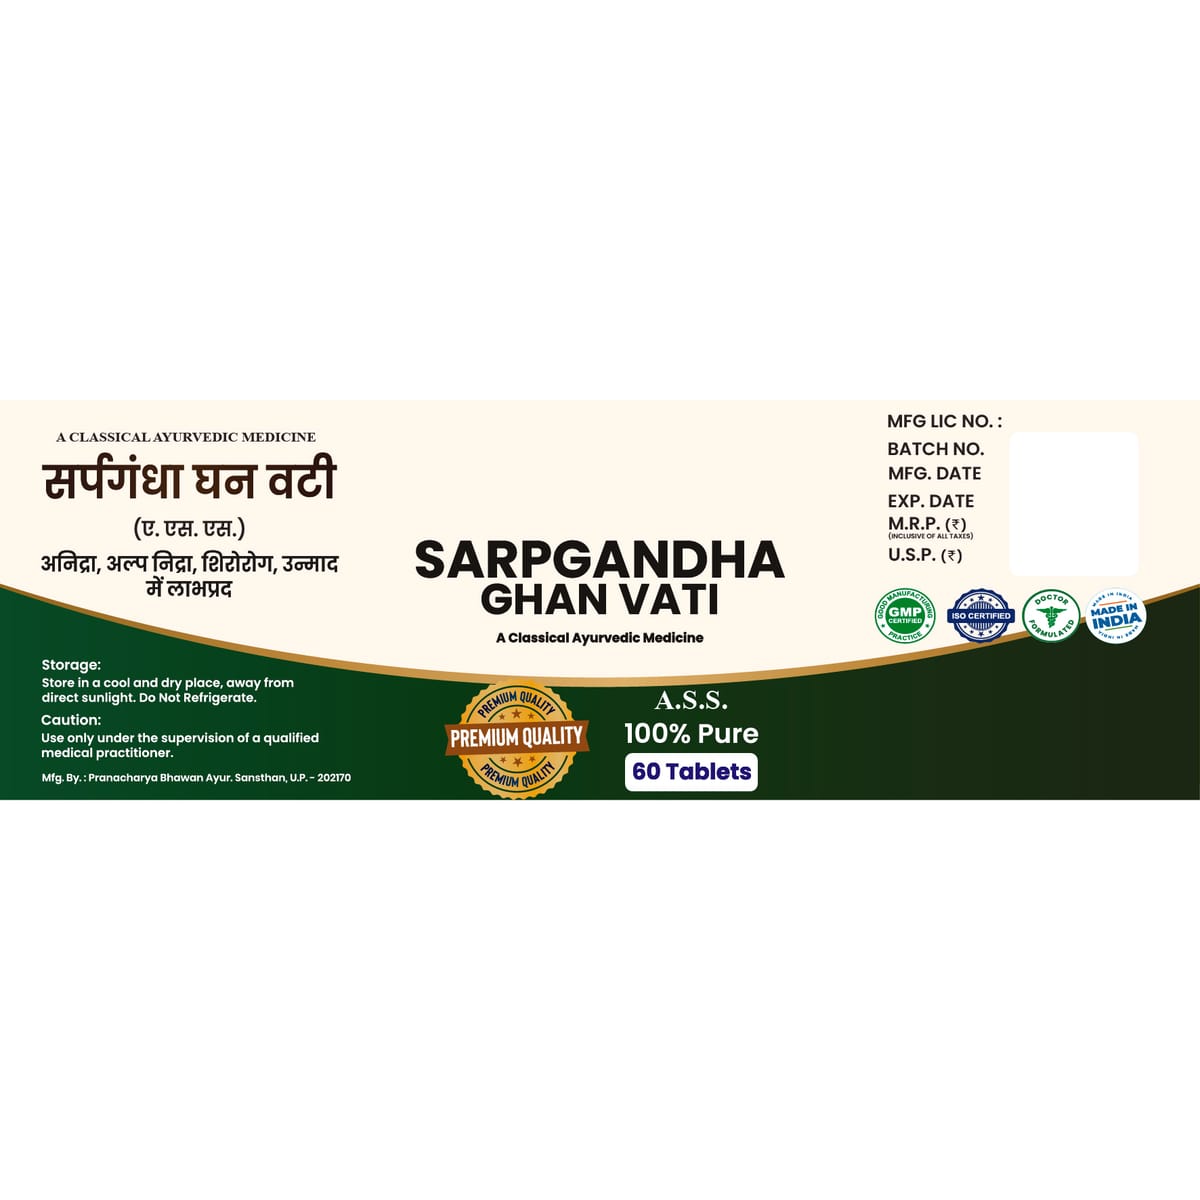 A CLASSICAL AYURVEDIC MEDICINE
सर्पगंधा घन वटी
(ए. एस. एस.)
अनिद्रा, अल्प निद्रा, शिरोरोग, उन्माद
में लाभप्रद
Storage:
Store in a cool and dry place, away from
direct sunlight. Do Not Refrigerate.
Caution:
Use only under the supervision of a qualified
medical practitioner.
Mfg. By. : Pranacharya Bhawan Ayur. Sansthan, U.P. - 202170
SARPGANDHA
GHAN VATI
A Classical Ayurvedic Medicine
PREMIUM QUALITY
PREMIUM QUALITY
PREMIUM QUALITY
A.S.S.
100% Pure
60 Tablets
MFG LIC NO. :
BATCH NO.
MFG. DATE
EXP. DATE
M.R.P. (₹)
(INCLUSIVE OF ALL TAXES)
U.S.P. (₹)
GOOD MANUFACTURING
GMP
CERTIFIED
PRACTICE
ISO CERTIFIED
DOCTOR
FORMULATED
MADE IN INDIA
MADE IN
INDIA